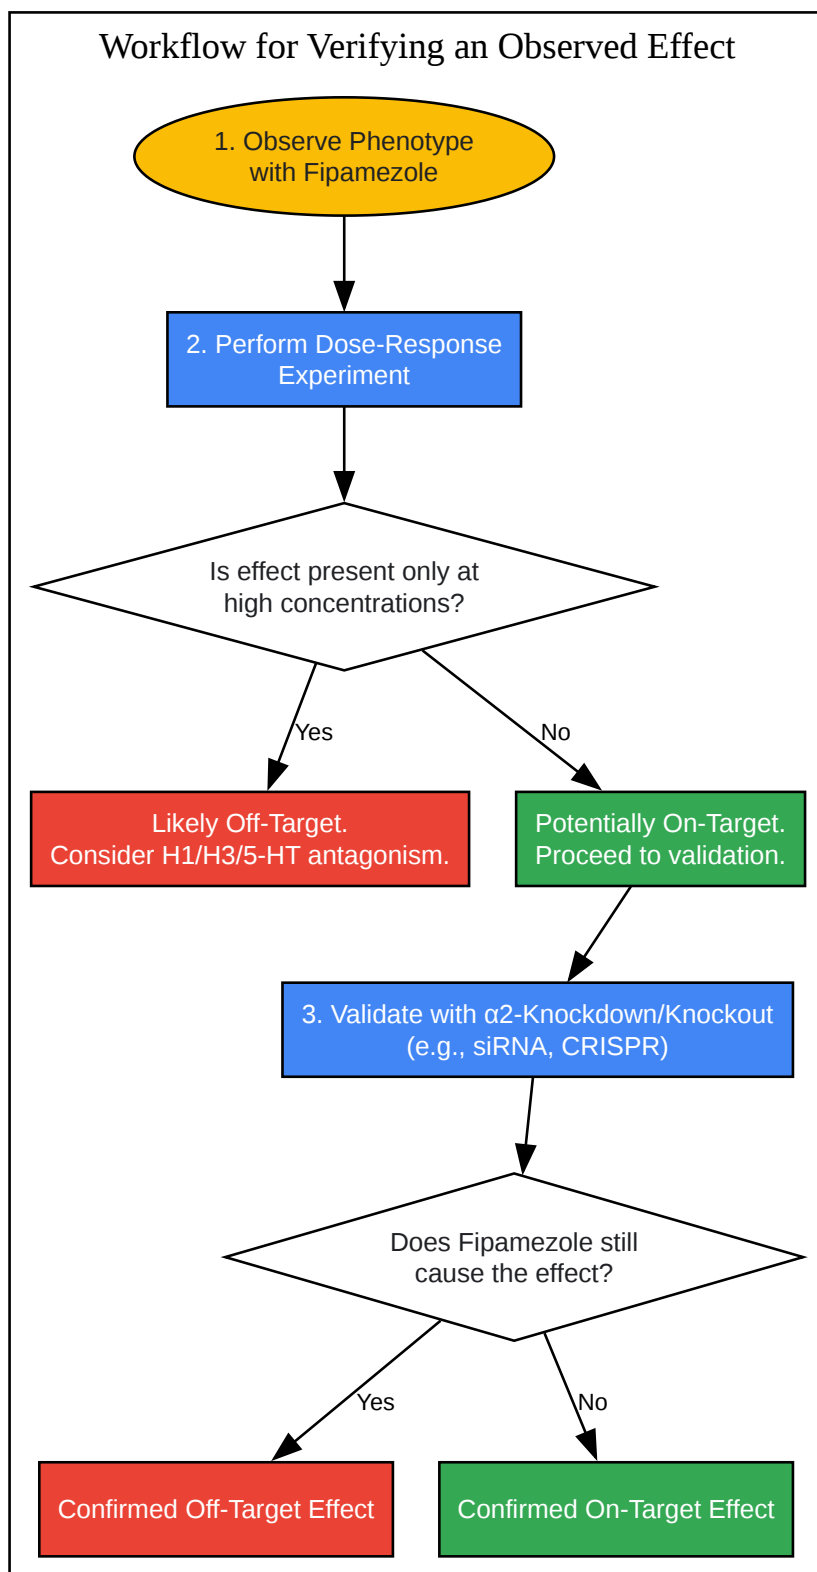 Workflow for Verifying an Observed Effect
1. Observe Phenotype
with Fipamezole
2. Perform Dose-Response
Experiment
Is effect present only at
high concentrations?
Yes
No
Likely Off-Target.
Consider H1/H3/5-HT antagonism.
Potentially On-Target.
Proceed to validation.
3. Validate with α2-Knockdown/Knockout
(e.g., siRNA, CRISPR)
Does Fipamezole still
cause the effect?
Yes
No
Confirmed Off-Target Effect
Confirmed On-Target Effect